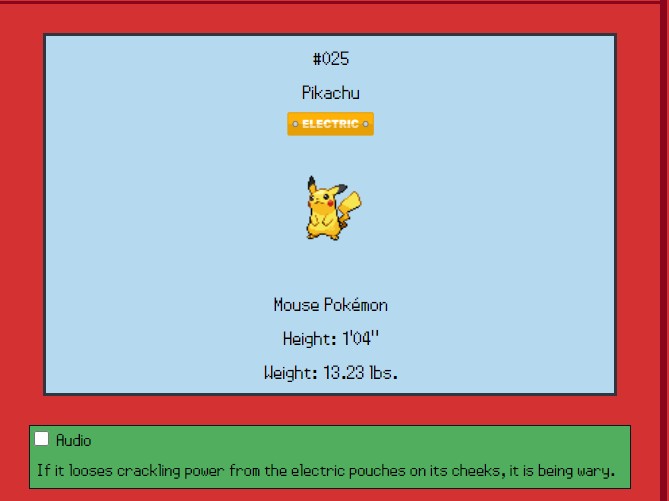 #025
Pikachu
ELECTRIC
Mouse Pokémon
Height: 1'04"
Weight: 13.23 lbs.
Audio
If it looses crackling power from the electric pouches on its cheeks, it is being wary.